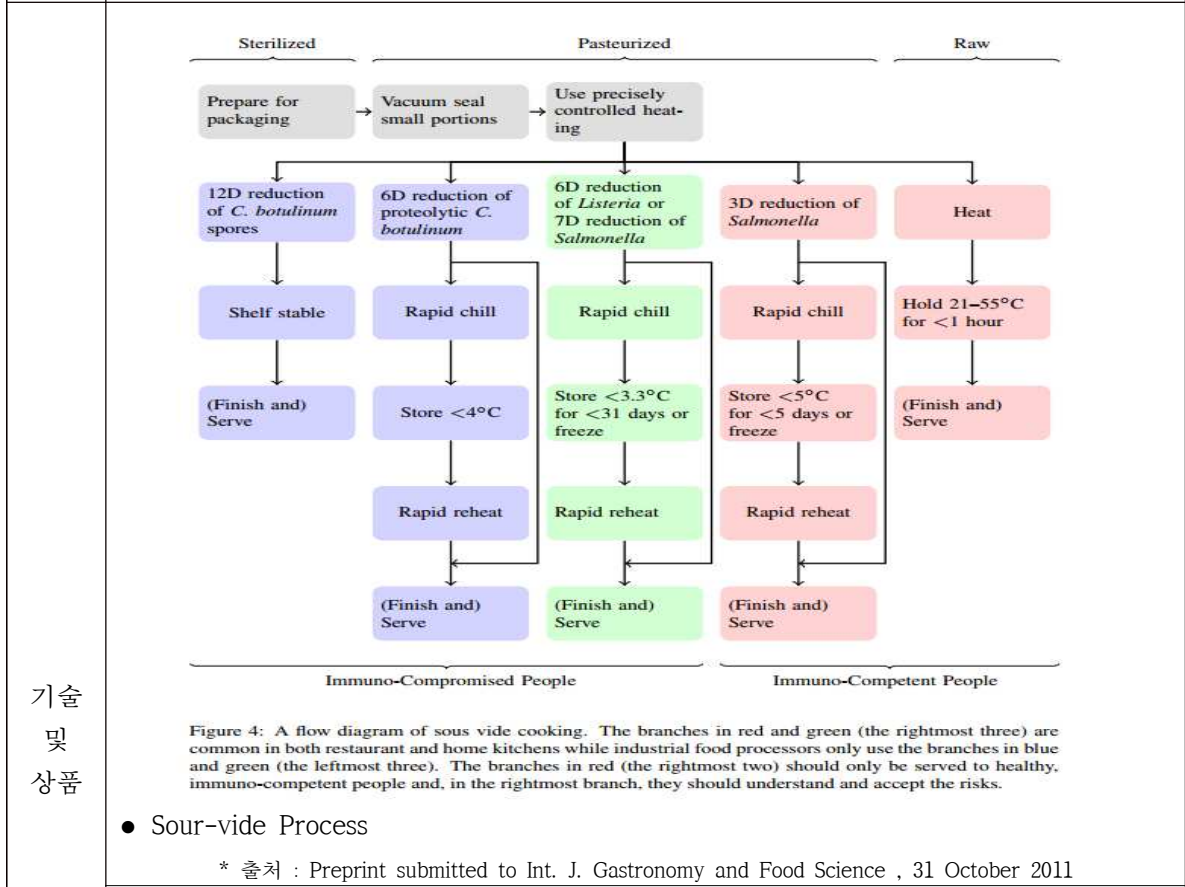 Sterilized Pasteurized Raw
Prepare for
packaging
Vacuum seal
small portions
Use precisely
controlled heat-
ing
12D reduction
of C. botulinum
spores
6D reduction of
proteolytic C.
botulinum
6D reduction
of Listeria or
7D reduction of
Salmonella
3D reduction of
Salmonella
Heat
Shelf stable
Rapid chill
Rapid chill
Rapid chill
Hold 21–55°C
for <1 hour
(Finish and)
Serve
Store <4°C
Store <3.3°C
for <31 days or
freeze
Store <5°C
for <5 days or
freeze
(Finish and)
Serve
Rapid reheat
Rapid reheat
Rapid reheat
(Finish and)
Serve
(Finish and)
Serve
(Finish and)
Serve
Immuno-Compromised People Immuno-Competent People
기술
및
상품
Figure 4: A flow diagram of sous vide cooking. The branches in red and green (the rightmost three) are
common in both restaurant and home kitchens while industrial food processors only use the branches in blue
and green (the leftmost three). The branches in red (the rightmost two) should only be served to healthy,
immuno-competent people and, in the rightmost branch, they should understand and accept the risks.
● Sour-vide Process
* 출처 : Preprint submitted to Int. J. Gastronomy and Food Science , 31 October 2011